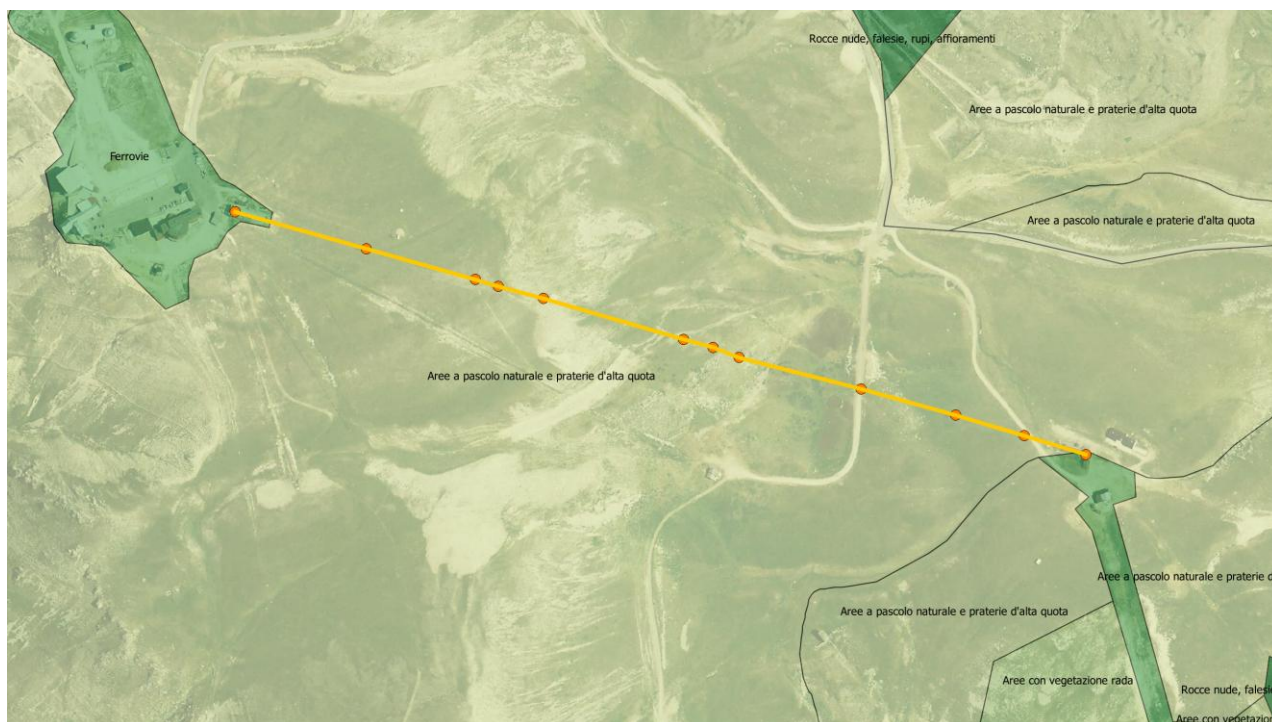 Rocce nude, falesie, rupi, affioramenti
Aree a pascolo naturale e praterie d'alta quota
Ferrovie
Aree a pascolo naturale e praterie d'alta quota
Aree a pascolo naturale e praterie d'alta quota
Aree a pascolo naturale e praterie d
Aree a pascolo naturale e praterie d'alta quota
Aree con vegetazione rada
Rocce nude, falesi
Aree con vegetazion